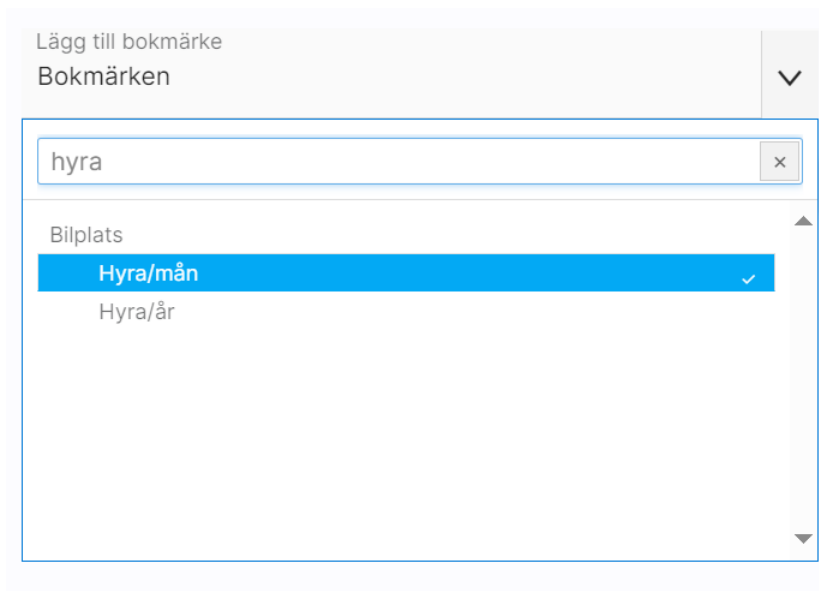 Lägg till bokmärke
Bokmärken
hyra
Bilplats
Hyra/mån
Hyra/år